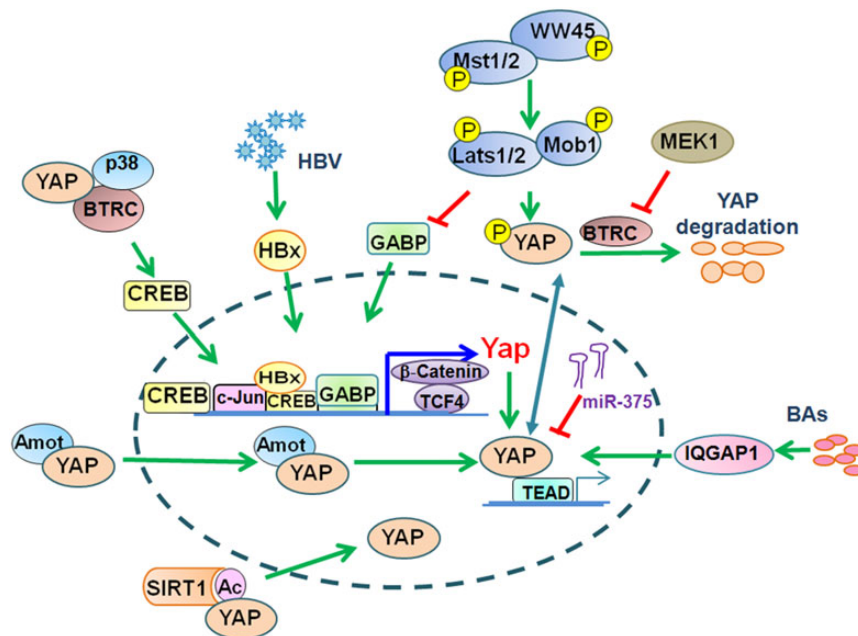 WW45
P
Mst1/2
P
P
P
Mob1
Lats1/2
MEK1
HBV
p38
YAP
BTRC
YAP
degradation
P
YAP
BTRC
GABP
HBx
CREB
Yap
β-Catenin
TCF4
HBx
CREB
c-Jun
CREB
GABP
miR-375
BAs
Amot
YAP
Amot
YAP
YAP
TEAD
IQGAP1
YAP
SIRT1
Ac
YAP